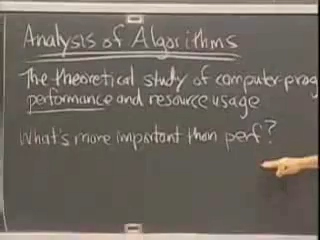 Analysis of Algorithms
The theoretical study of computer-prog
performance and resource usage
What's more important than perf?